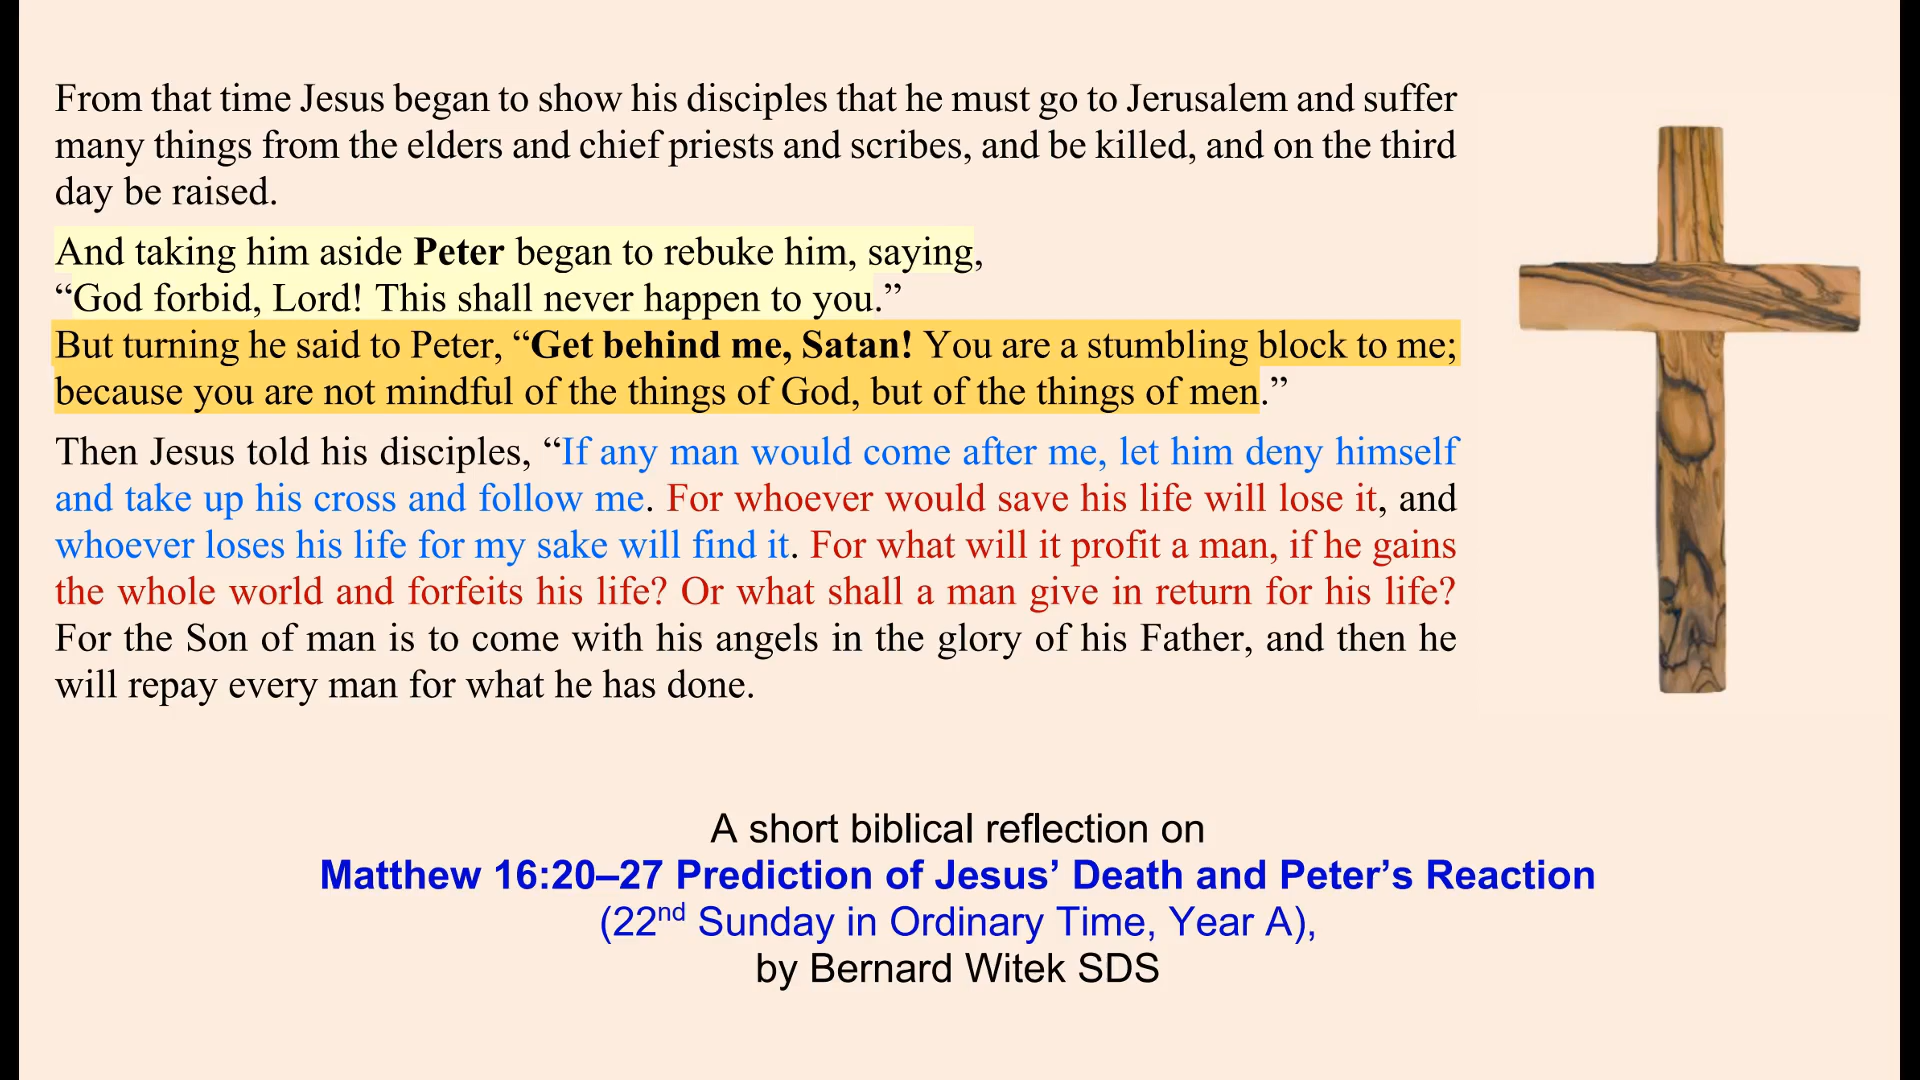 From that time Jesus began to show his disciples that he must go to Jerusalem and suffer
many things from the elders and chief priests and scribes, and be killed, and on the third
day be raised.
And taking him aside Peter began to rebuke him, saying,
“God forbid, Lord! This shall never happen to you.”
But turning he said to Peter, “Get behind me, Satan! You are a stumbling block to me;
because you are not mindful of the things of God, but of the things of men.”
Then Jesus told his disciples, “If any man would come after me, let him deny himself
and take up his cross and follow me. For whoever would save his life will lose it, and
whoever loses his life for my sake will find it. For what will it profit a man, if he gains
the whole world and forfeits his life? Or what shall a man give in return for his life?
For the Son of man is to come with his angels in the glory of his Father, and then he
will repay every man for what he has done.
A short biblical reflection on
Matthew 16:20–27 Prediction of Jesus’ Death and Peter’s Reaction
(22nd Sunday in Ordinary Time, Year A),
by Bernard Witek SDS